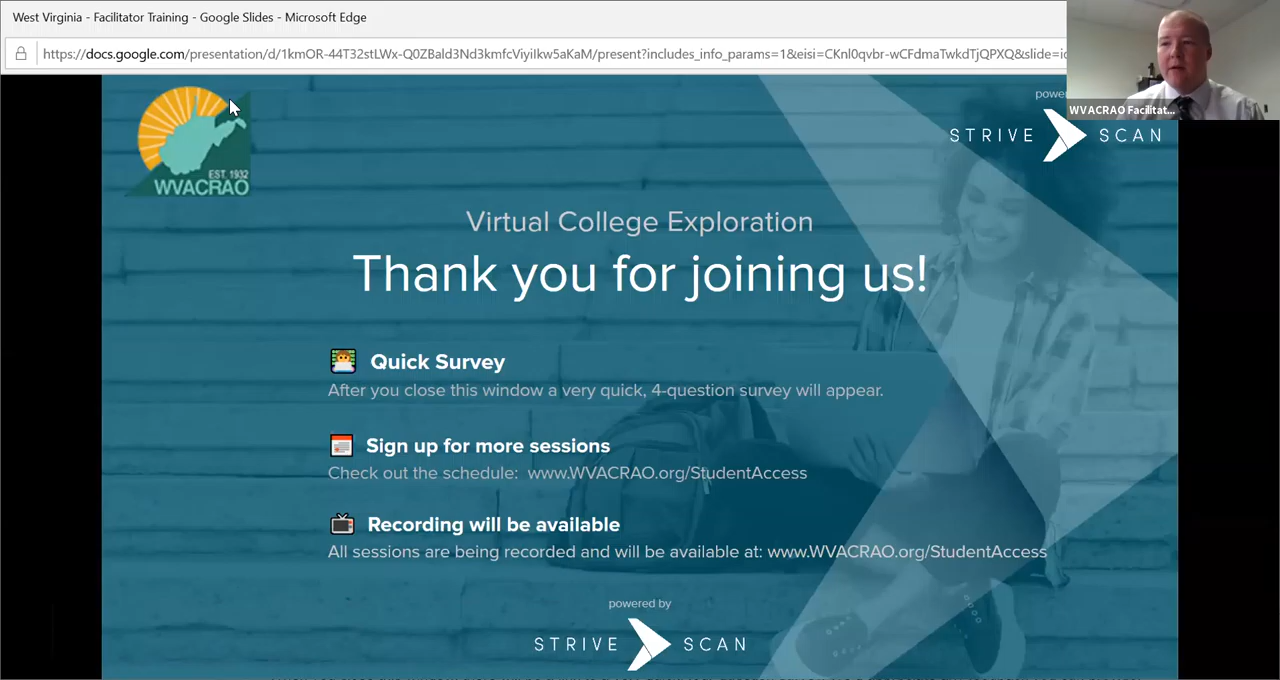 West Virginia - Facilitator Training - Google Slides - Microsoft Edge
https://docs.google.com/presentation/d/1kmOR-44T32stLWx-Q0ZBald3Nd3kmfcViyiIkw5aKaM/present?includes_info_params=1&eisi=CKnl0qvbr-wCFdmaTwkdTjQPXQ&slide=i
WVACRAO Facilitat...
EST. 1932
WVACRAO
STRIVE SCAN
Virtual College Exploration
Thank you for joining us!
Quick Survey
After you close this window a very quick, 4-question survey will appear.
Sign up for more sessions
Check out the schedule: www.WVACRAO.org/StudentAccess
Recording will be available
All sessions are being recorded and will be available at: www.WVACRAO.org/StudentAccess
powered by
STRIVE SCAN